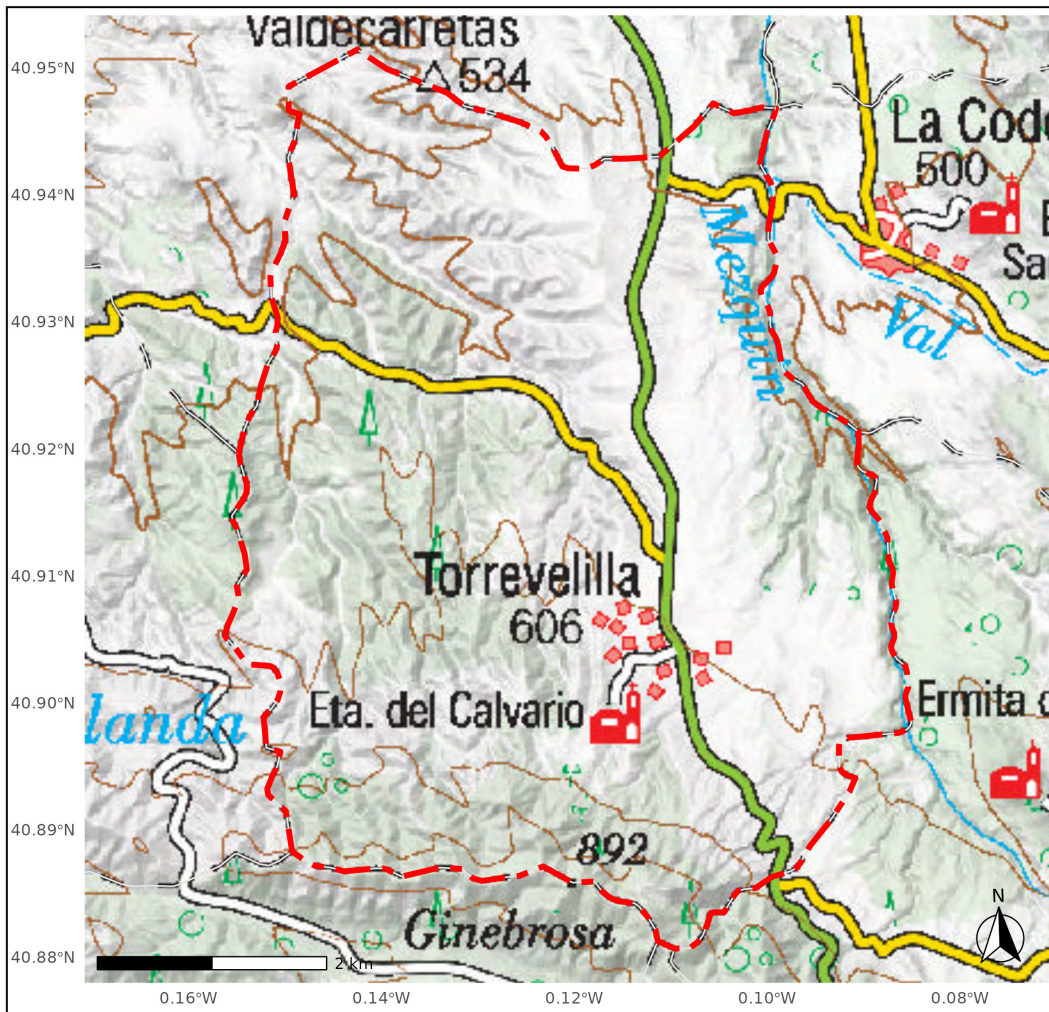 Valdecarretas
534
La Cod
500
Sa
Mezquín
Val
Torrevelilla
606
Eta. del Calvario
Ermita
landa
892
Ginebrosa
N
2 km
40.95°N
40.94°N
40.93°N
40.92°N
40.91°N
40.90°N
40.89°N
40.88°N
0.16°W
0.14°W
0.12°W
0.10°W
0.08°W